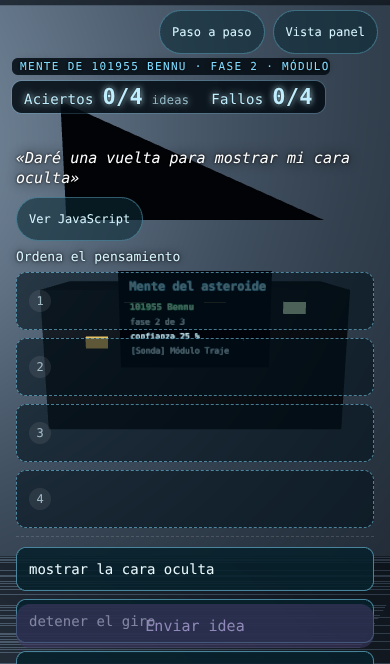 Paso a paso
Vista panel
MENTE DE 101955 BENNU · FASE 2 · MÓDULO
Aciertos 0/4 ideas Fallos 0/4
«Daré una vuelta para mostrar mi cara
oculta»
Ver JavaScript
Ordena el pensamiento
Mente del asteroide
1
101955 Bennu
fase 2 de 3
confianza 25 %
[Sonda] Módulo Traje
2
3
4
mostrar la cara oculta
detener el giro
Enviar idea